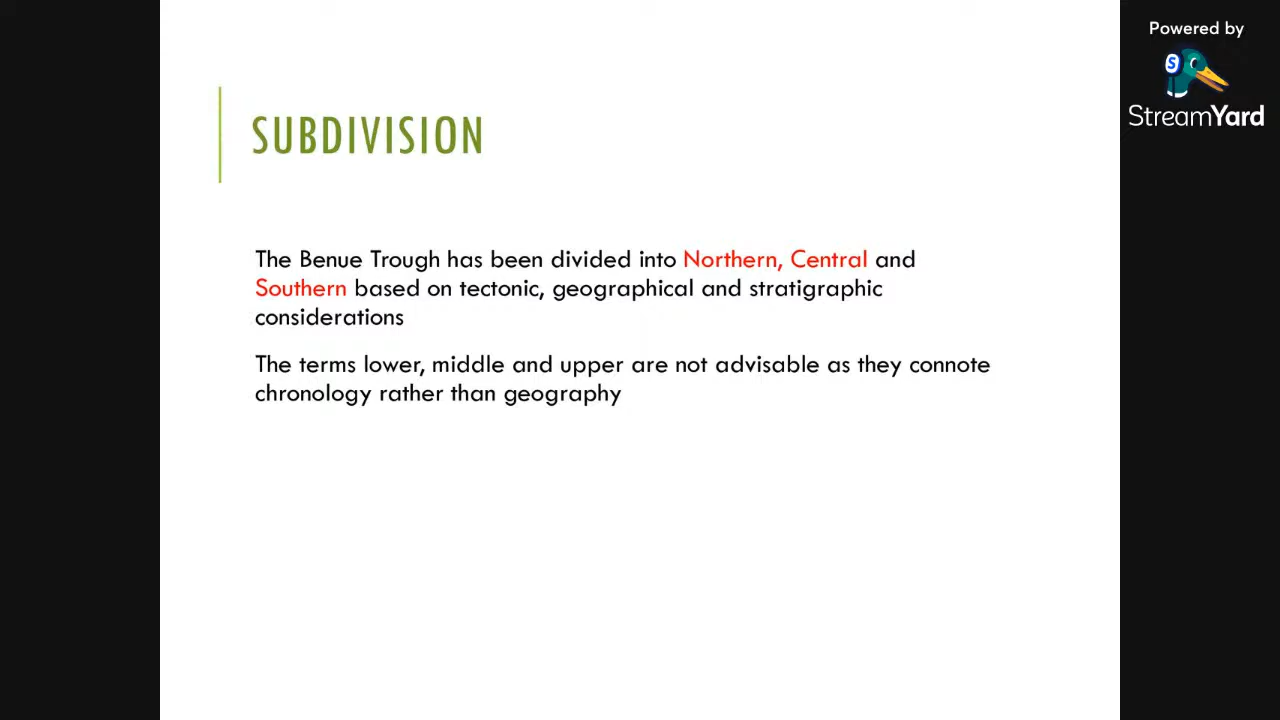 Powered by
StreamYard
SUBDIVISION
The Benue Trough has been divided into Northern, Central and
Southern based on tectonic, geographical and stratigraphic
considerations
The terms lower, middle and upper are not advisable as they connote
chronology rather than geography